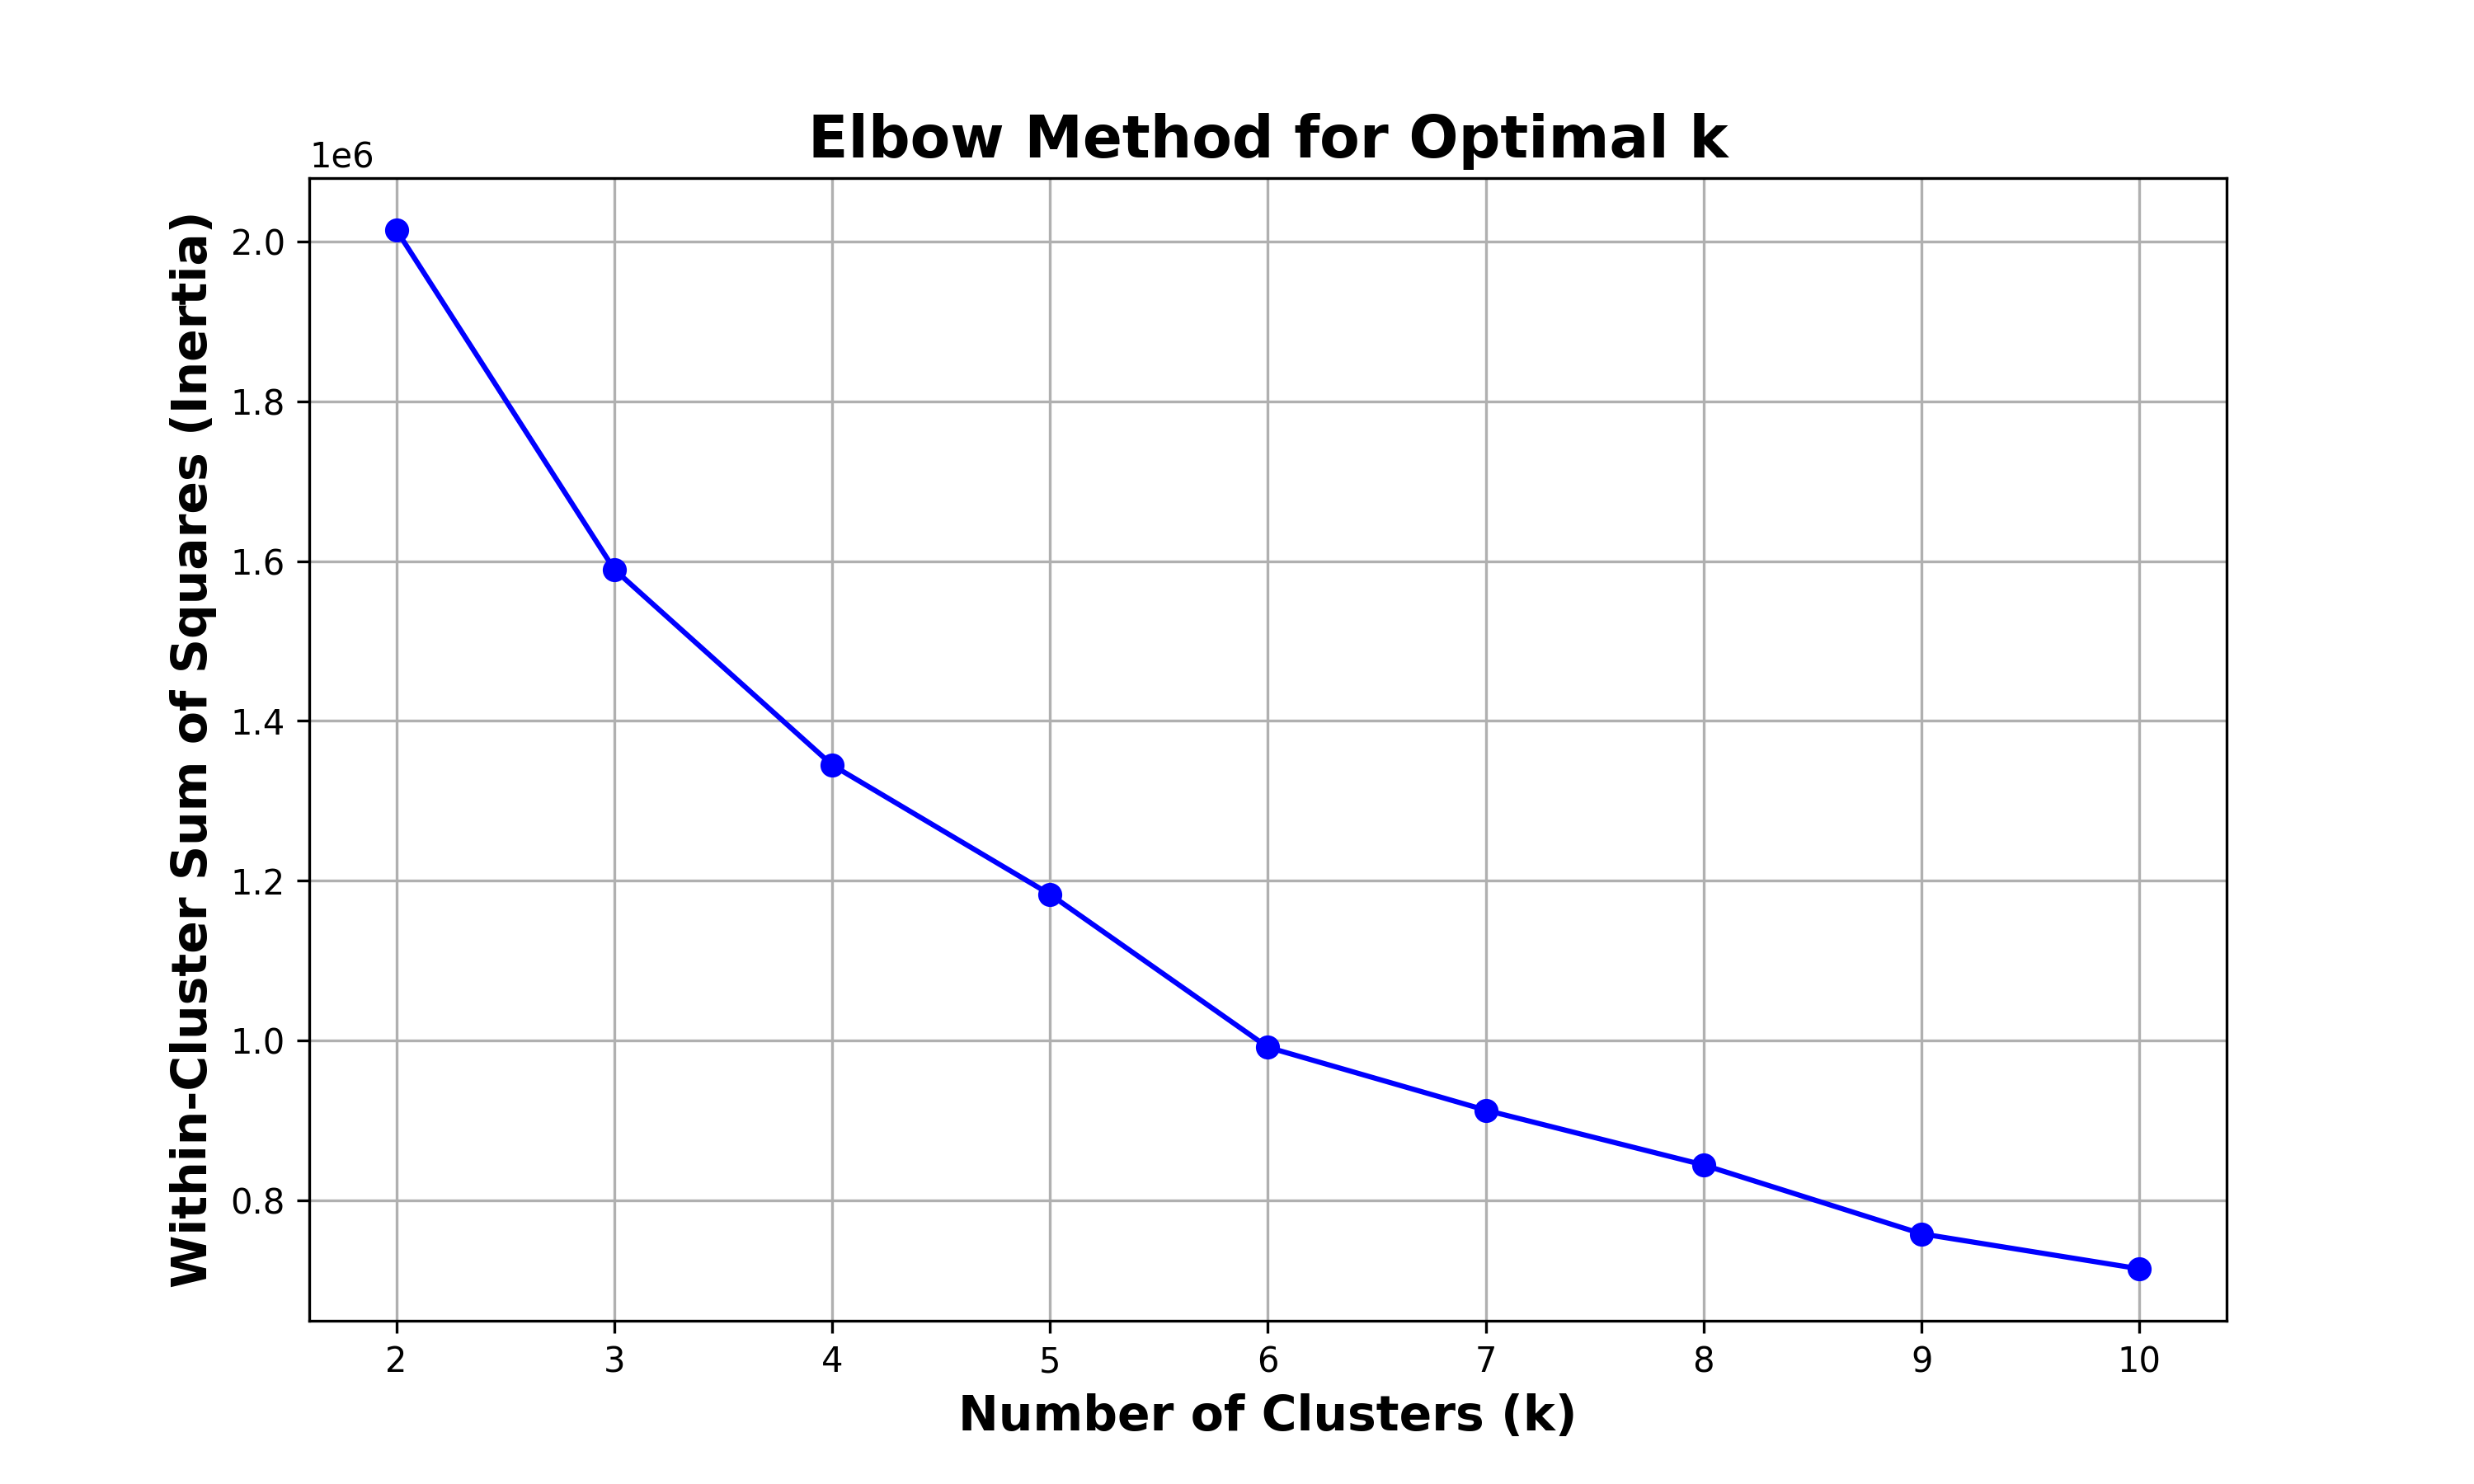 Elbow Method for Optimal k
1e6
Within-Cluster Sum of Squares (Inertia)
2.0
1.8
1.6
1.4
1.2
1.0
0.8
2 3 4 5 6 7 8 9 10
Number of Clusters (k)